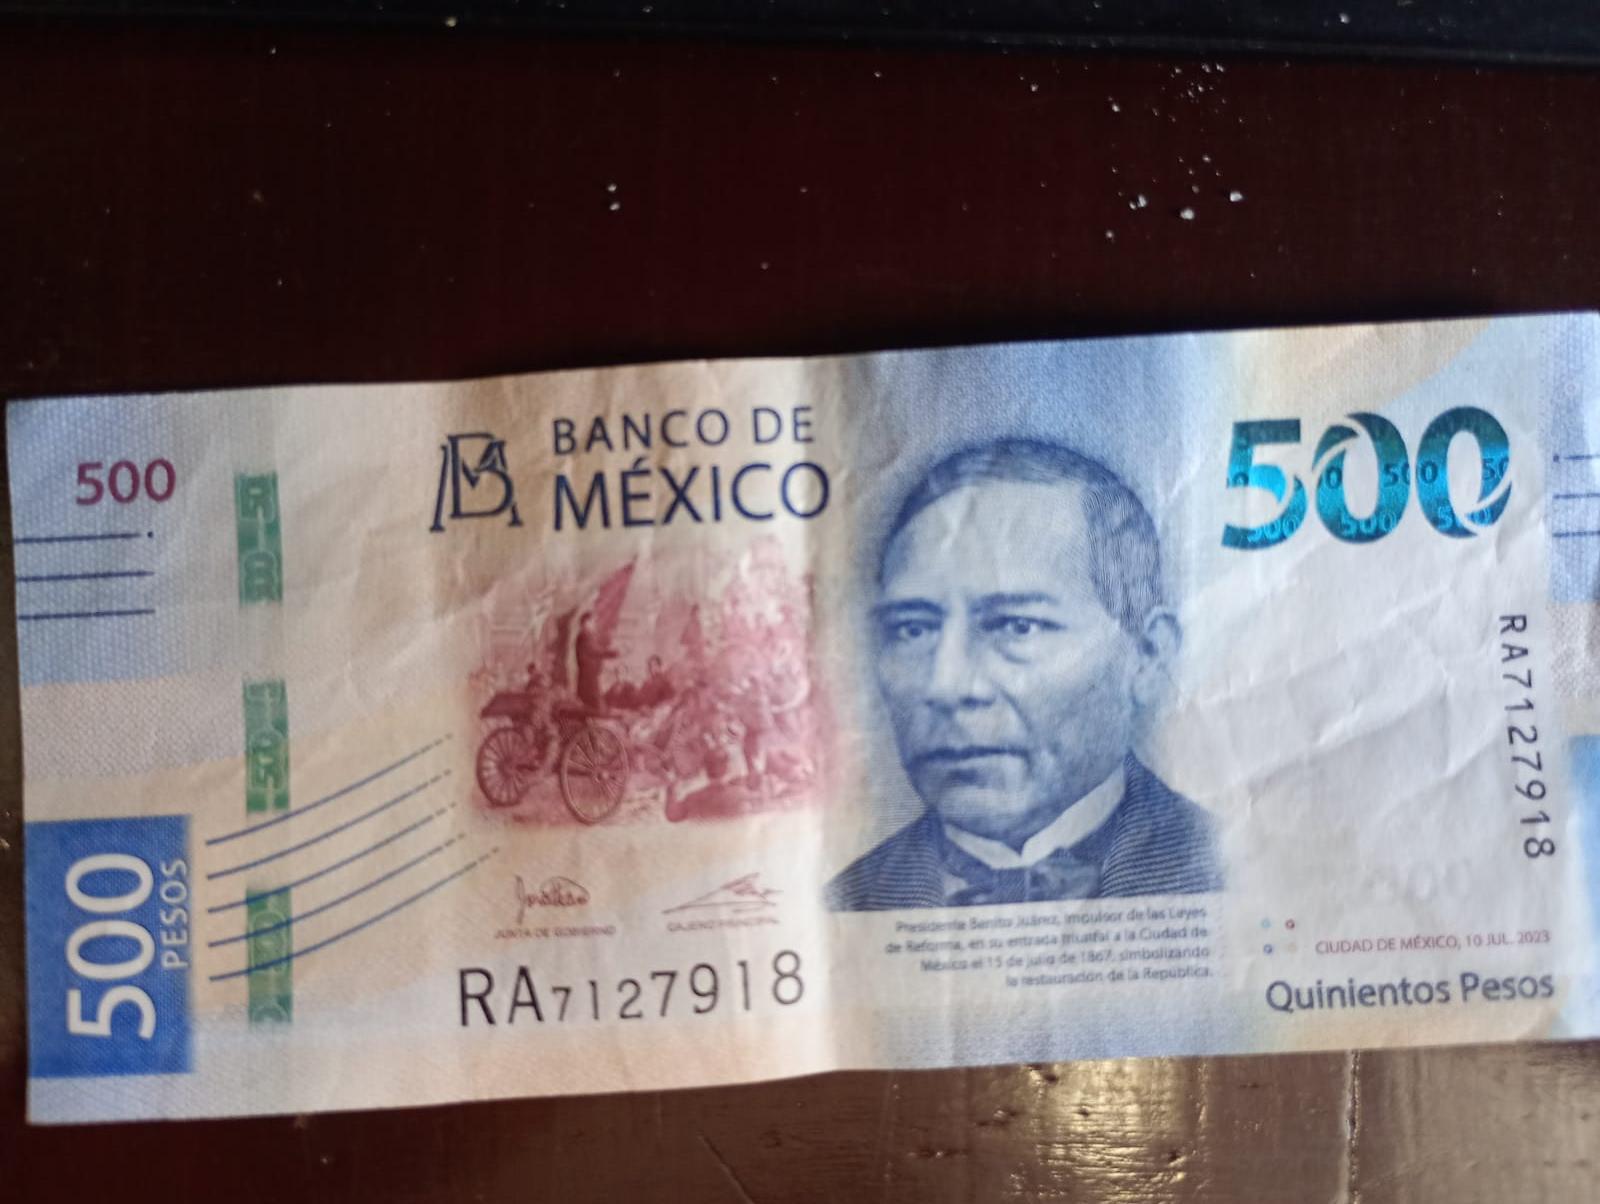 500
BANCO DE
MÉXICO
500
RA7127918
500
PESOS
JUNTA DE GOBIERNO
CAJERO PRINCIPAL
RA7127918
Presidente Benito Juárez, impulsor de las Leyes
de Reforma, en su entrada triunfal a la Ciudad de
México el 15 de julio de 1867, simbolizando
la restauración de la República.
CIUDAD DE MÉXICO, 10 JUL. 2023
Quinientos Pesos